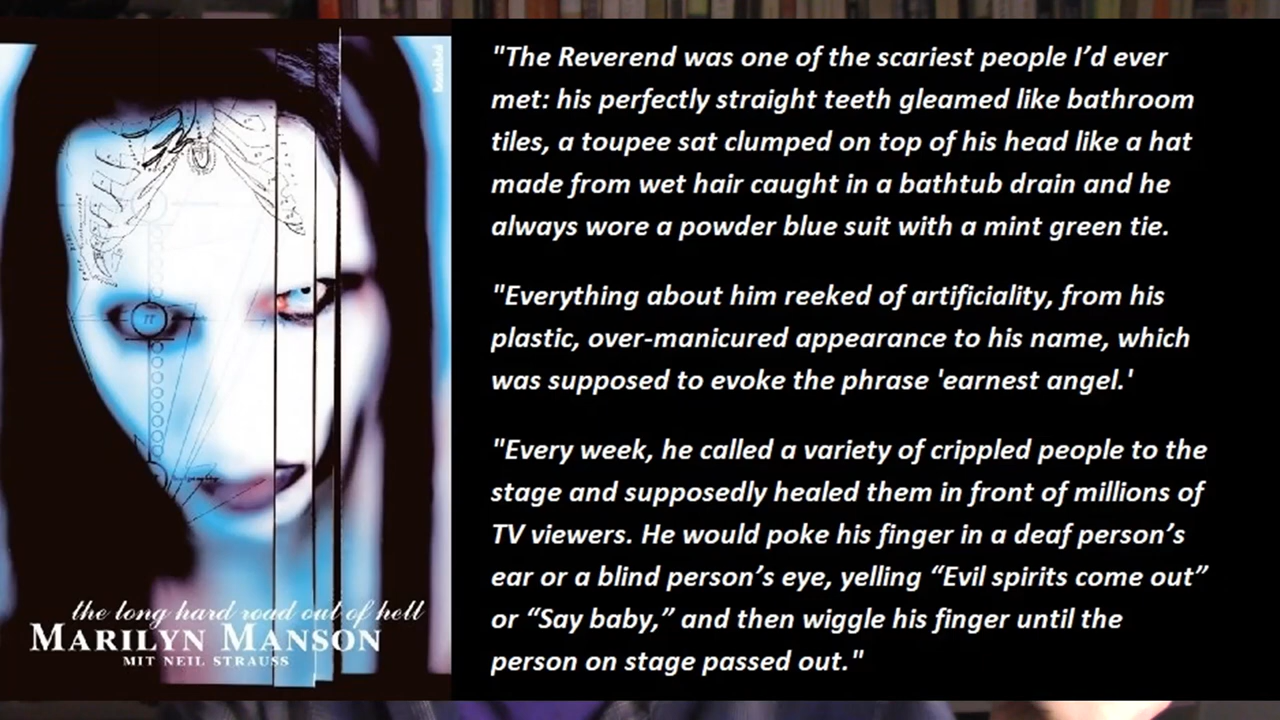 "The Reverend was one of the scariest people I’d ever
met: his perfectly straight teeth gleamed like bathroom
tiles, a toupee sat clumped on top of his head like a hat
made from wet hair caught in a bathtub drain and he
always wore a powder blue suit with a mint green tie.
"Everything about him reeked of artificiality, from his
plastic, over-manicured appearance to his name, which
was supposed to evoke the phrase 'earnest angel.'
"Every week, he called a variety of crippled people to the
stage and supposedly healed them in front of millions of
TV viewers. He would poke his finger in a deaf person’s
ear or a blind person’s eye, yelling “Evil spirits come out”
or “Say baby,” and then wiggle his finger until the
person on stage passed out."
the long hard road out of hell
MARILYN MANSON
MIT NEIL STRAUSS